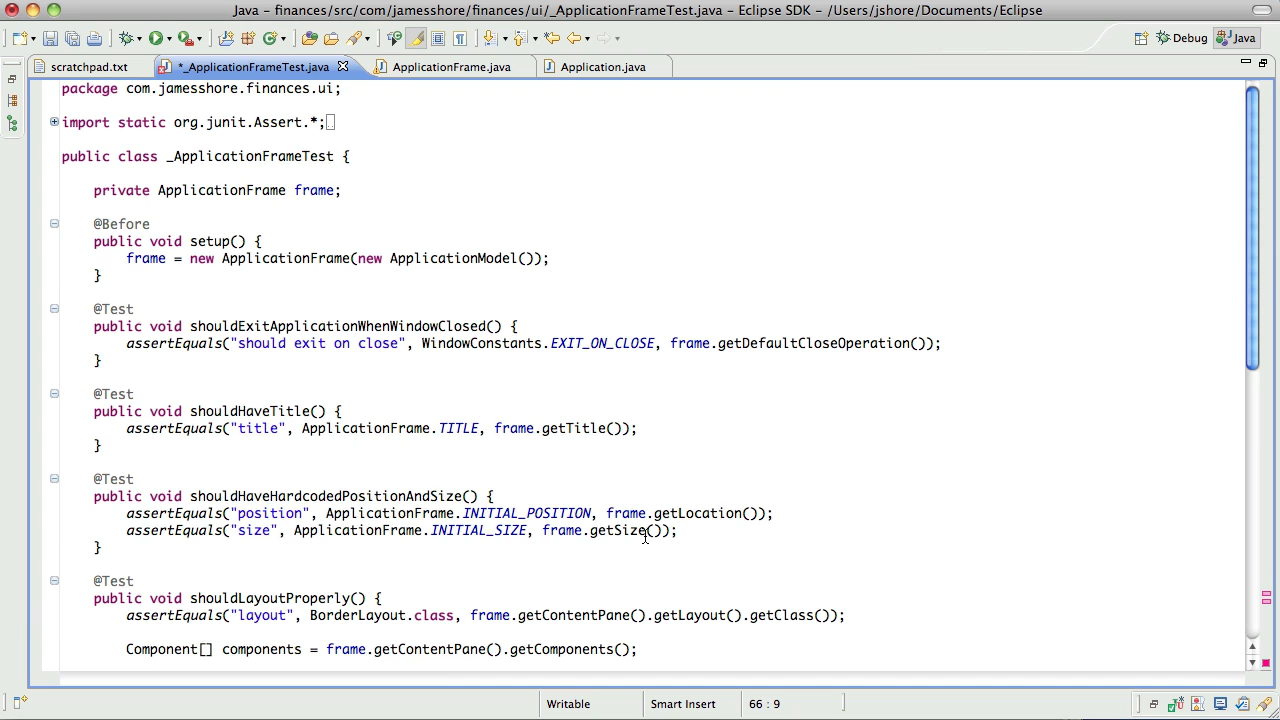 Java - finances/src/com/jamesshore/finances/ui/_ApplicationFrameTest.java - Eclipse SDK - /Users/jshore/Documents/Eclipse
Debug Java
scratchpad.txt *_ApplicationFrameTest.java ApplicationFrame.java Application.java
package com.jamesshore.finances.ui;
import static org.junit.Assert.*;
public class _ApplicationFrameTest {
private ApplicationFrame frame;
@Before
public void setup() {
frame = new ApplicationFrame(new ApplicationModel());
}
@Test
public void shouldExitApplicationWhenWindowClosed() {
assertEquals("should exit on close", WindowConstants.EXIT_ON_CLOSE, frame.getDefaultCloseOperation());
}
@Test
public void shouldHaveTitle() {
assertEquals("title", ApplicationFrame.TITLE, frame.getTitle());
}
@Test
public void shouldHaveHardcodedPositionAndSize() {
assertEquals("position", ApplicationFrame.INITIAL_POSITION, frame.getLocation());
assertEquals("size", ApplicationFrame.INITIAL_SIZE, frame.getSize());
}
@Test
public void shouldLayoutProperly() {
assertEquals("layout", BorderLayout.class, frame.getContentPane().getLayout().getClass());
Component[] components = frame.getContentPane().getComponents();
Writable Smart Insert 66 : 9